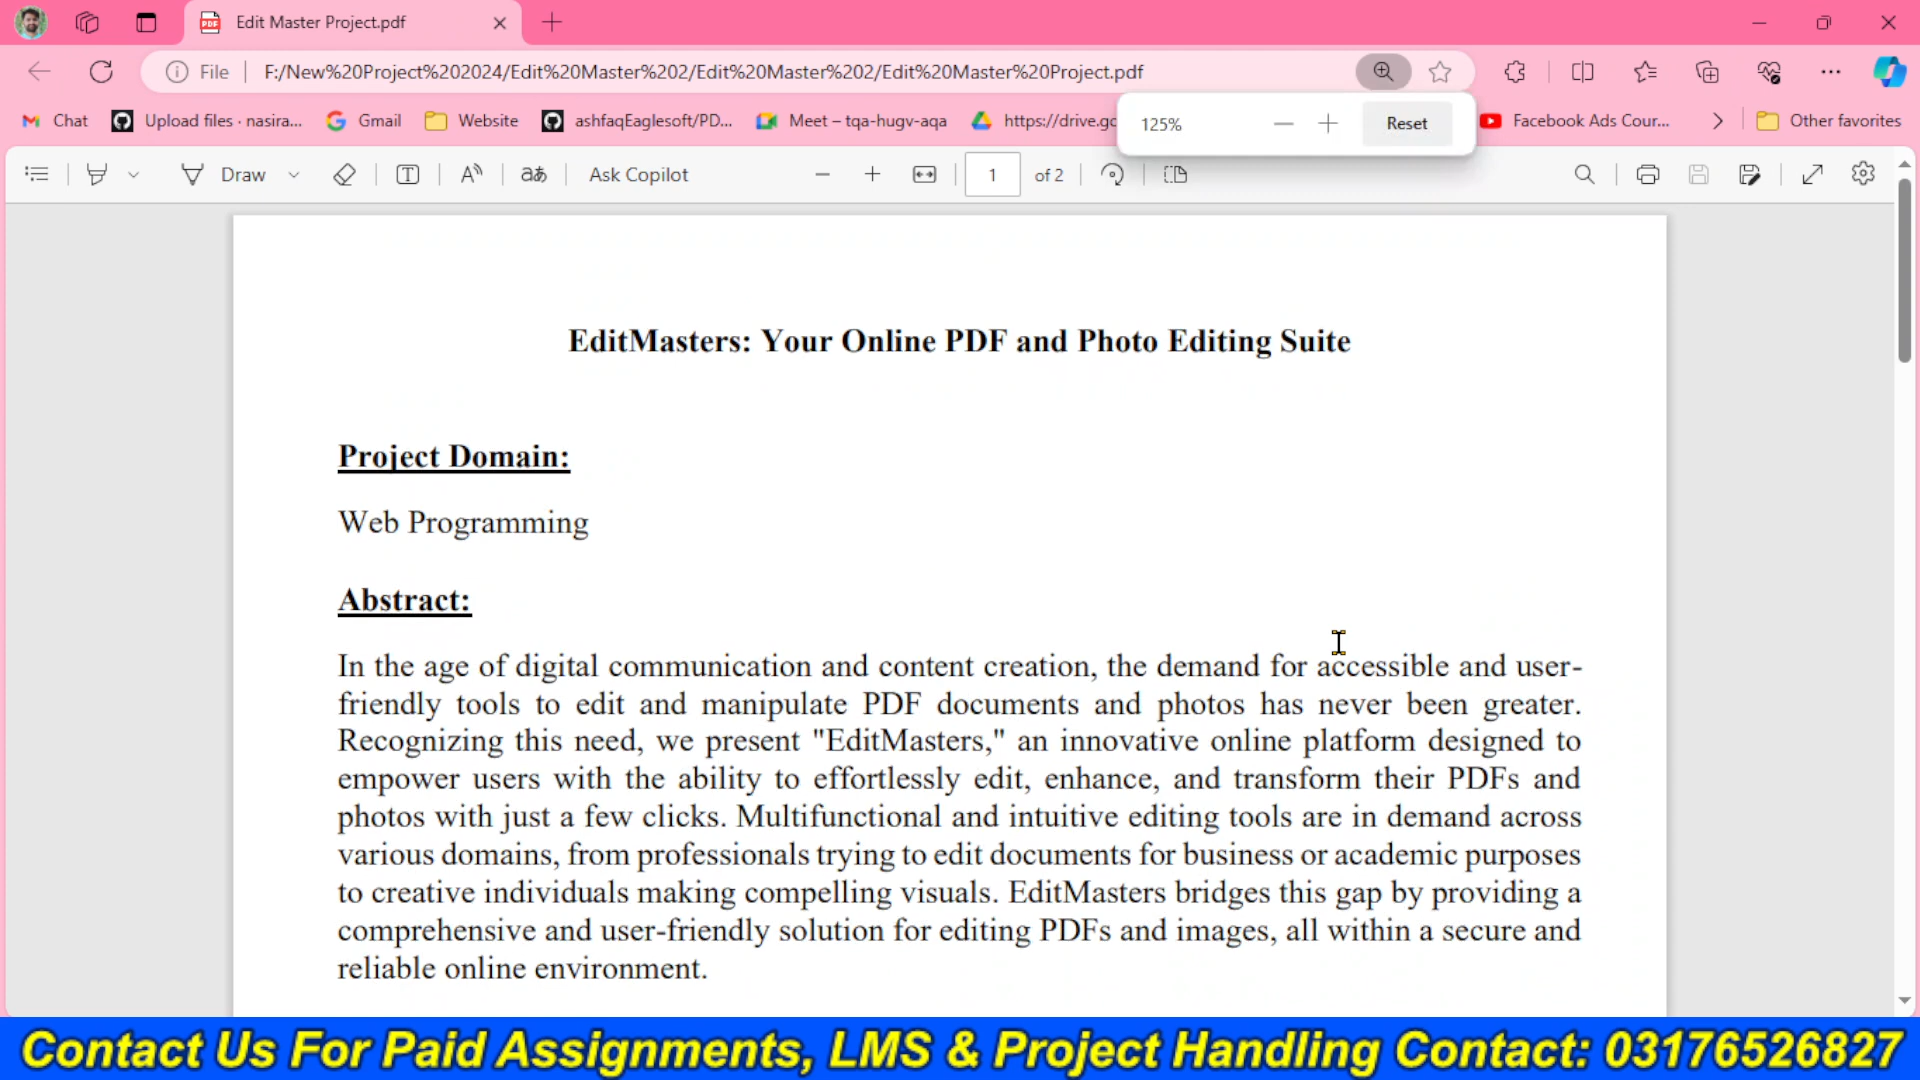 Edit Master Project.pdf
File F:/New%20Project%202024/Edit%20Master%202/Edit%20Master%202/Edit%20Master%20Project.pdf
Chat Upload files · nasira... Gmail Website ashfaqEaglesoft/PD... Meet – tqa-hugv-aqa https://drive.gc Facebook Ads Cour... Other favorites
125% Reset
Draw T aあ Ask Copilot 1 of 2
EditMasters: Your Online PDF and Photo Editing Suite
Project Domain:
Web Programming
Abstract:
In the age of digital communication and content creation, the demand for accessible and user-
friendly tools to edit and manipulate PDF documents and photos has never been greater.
Recognizing this need, we present "EditMasters," an innovative online platform designed to
empower users with the ability to effortlessly edit, enhance, and transform their PDFs and
photos with just a few clicks. Multifunctional and intuitive editing tools are in demand across
various domains, from professionals trying to edit documents for business or academic purposes
to creative individuals making compelling visuals. EditMasters bridges this gap by providing a
comprehensive and user-friendly solution for editing PDFs and images, all within a secure and
reliable online environment.
Contact Us For Paid Assignments, LMS & Project Handling Contact: 03176526827